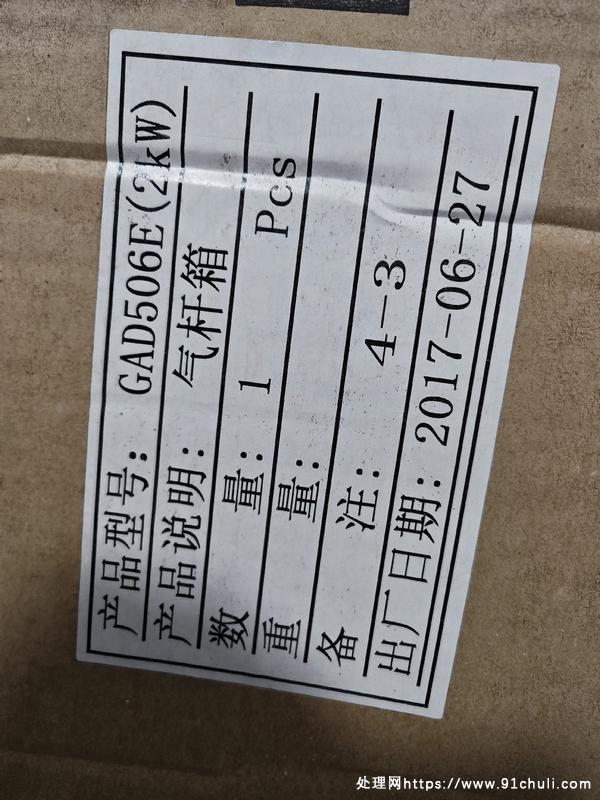 产品型号: GAD506E(2kW)
产品说明: 气杆箱
数 量: 1 Pcs
重 量:
备 注: 4-3
出厂日期: 2017-06-27
处理网https://www.91chuli.com